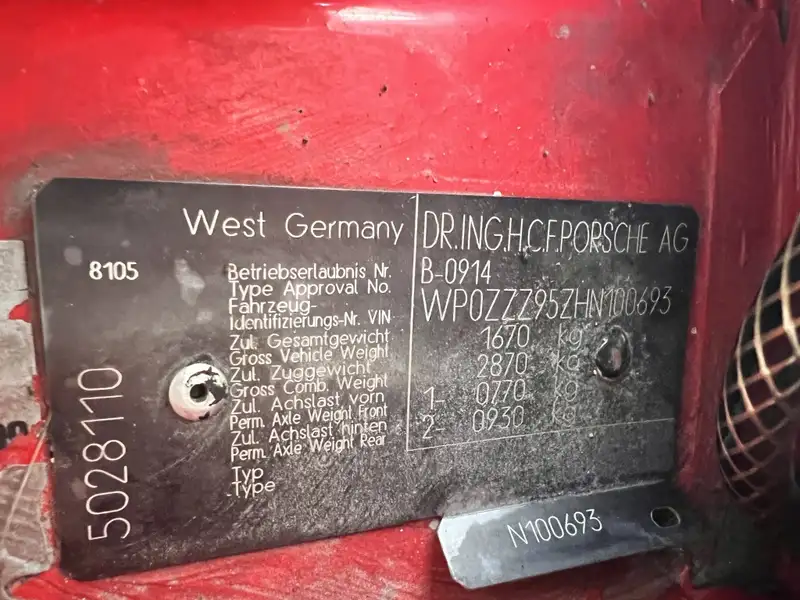 West Germany
DR.ING.H.C.F.PORSCHE AG
8105
Betriebserlaubnis Nr.
Type Approval No.
B-0914
Fahrzeug-
Identifizierungs-Nr. VIN
WP0ZZZ95ZHN100693
Zul. Gesamtgewicht
Gross Vehicle Weight
1670 kg
Zul. Zuggewicht
Gross Comb. Weight
2870 kg
Zul. Achslast vorn
Perm. Axle Weight Front
1- 0770 kg
Zul. Achslast hinten
Perm. Axle Weight Rear
2- 0930 kg
Typ
Type
5028110
N100693